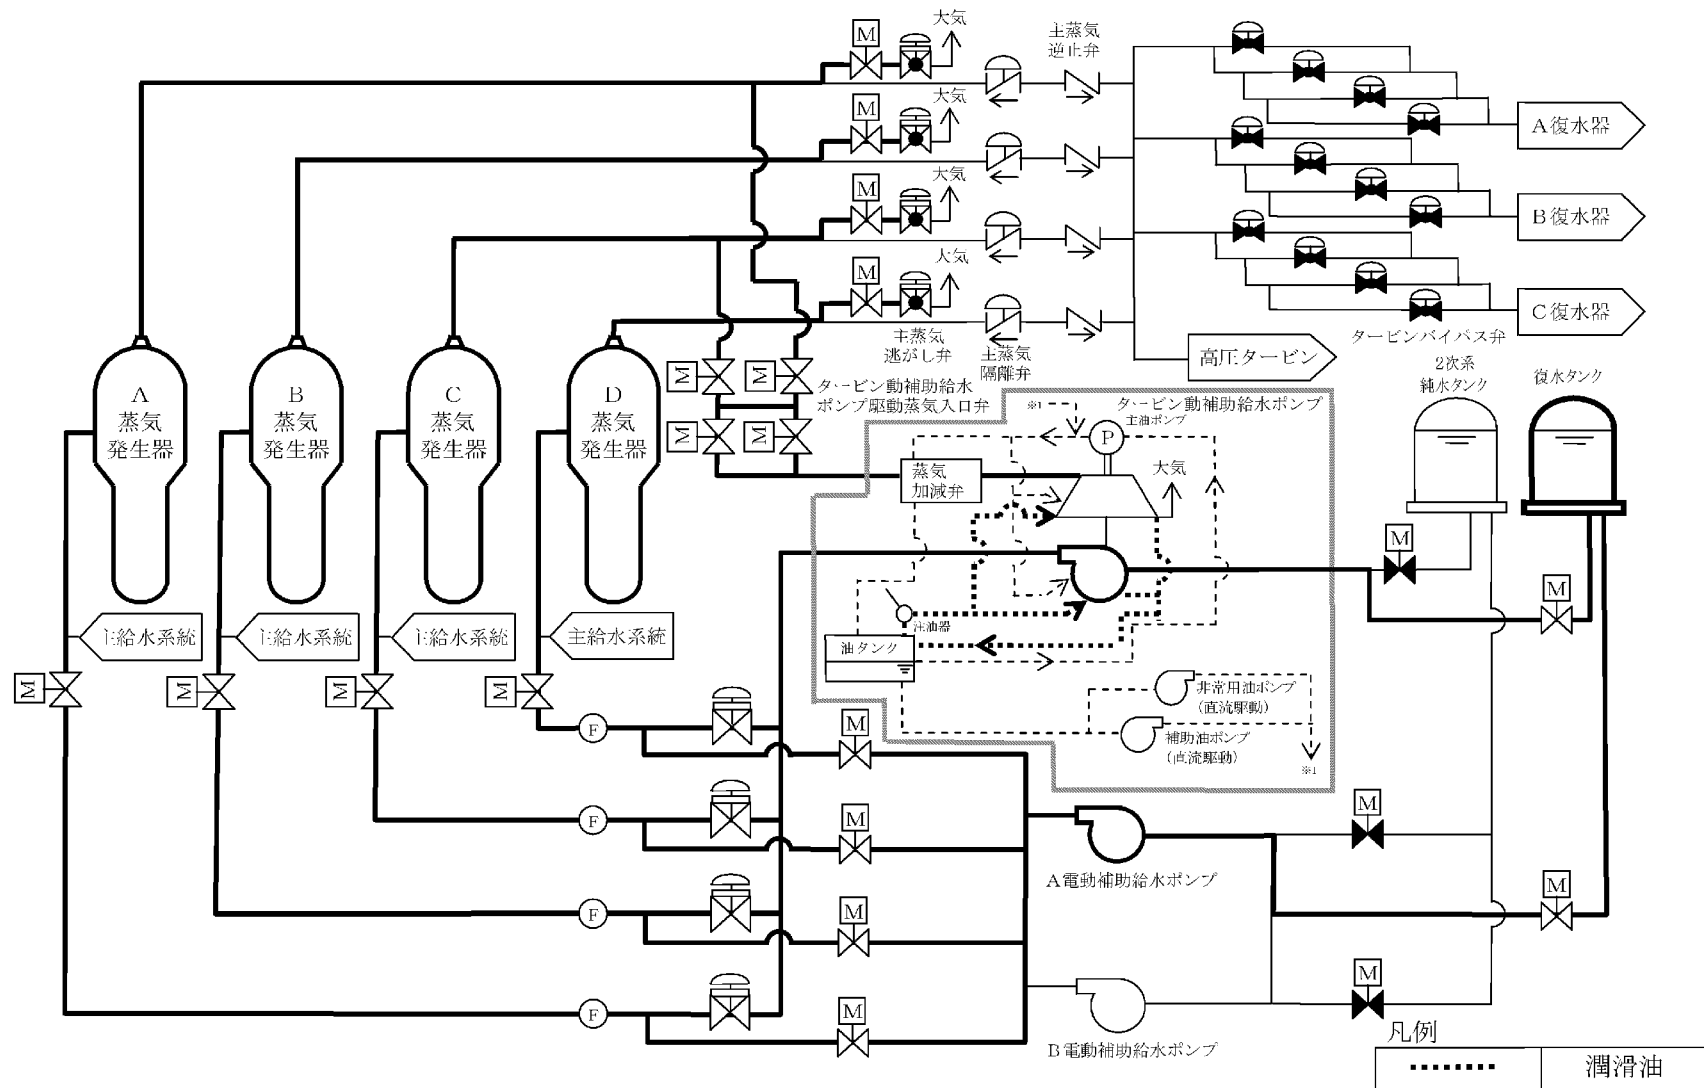 M
大気
主蒸気
逆止弁
M
大気
A復水器
M
大気
B復水器
M
大気
C復水器
主蒸気
逃がし弁
主蒸気
隔離弁
高圧タービン
タービンバイパス弁
2次系
純水タンク
復水タンク
A
蒸気
発生器
B
蒸気
発生器
C
蒸気
発生器
D
蒸気
発生器
M
M
M
M
タービン動補助給水
ポンプ駆動蒸気入口弁
タービン動補助給水ポンプ
※1
主油ポンプ
P
大気
蒸気
加減弁
M
M
注油器
油タンク
主給水系統
主給水系統
主給水系統
主給水系統
M
M
M
M
非常用油ポンプ
(直流駆動)
補助油ポンプ
(直流駆動)
※1
F
M
F
M
F
M
F
M
M
M
M
A電動補助給水ポンプ
B電動補助給水ポンプ
凡例
潤滑油